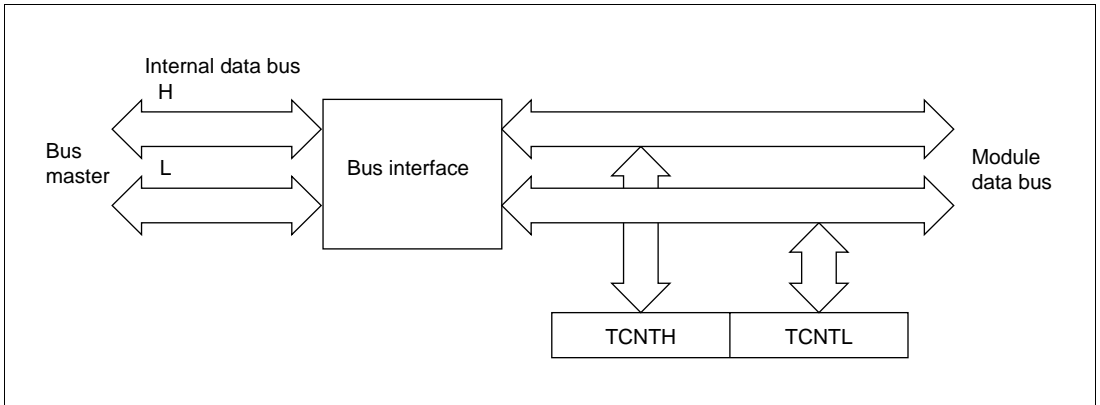 Internal data bus
H
Bus
master
L
Bus interface
Module
data bus
TCNTH
TCNTL